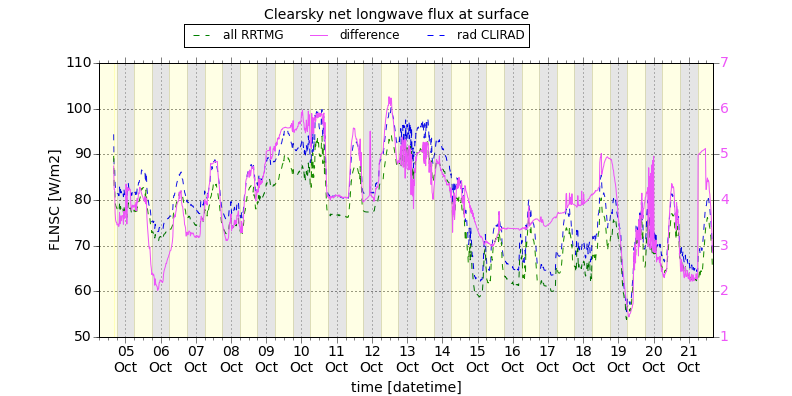 Clearsky net longwave flux at surface
all RRTMG difference rad CLIRAD
110 7
100 6
90 5
80 4
70 3
60 2
50 1
FLNSC [W/m2]
05 06 07 08 09 10 11 12 13 14 15 16 17 18 19 20 21
Oct Oct Oct Oct Oct Oct Oct Oct Oct Oct Oct Oct Oct Oct Oct Oct Oct
time [datetime]